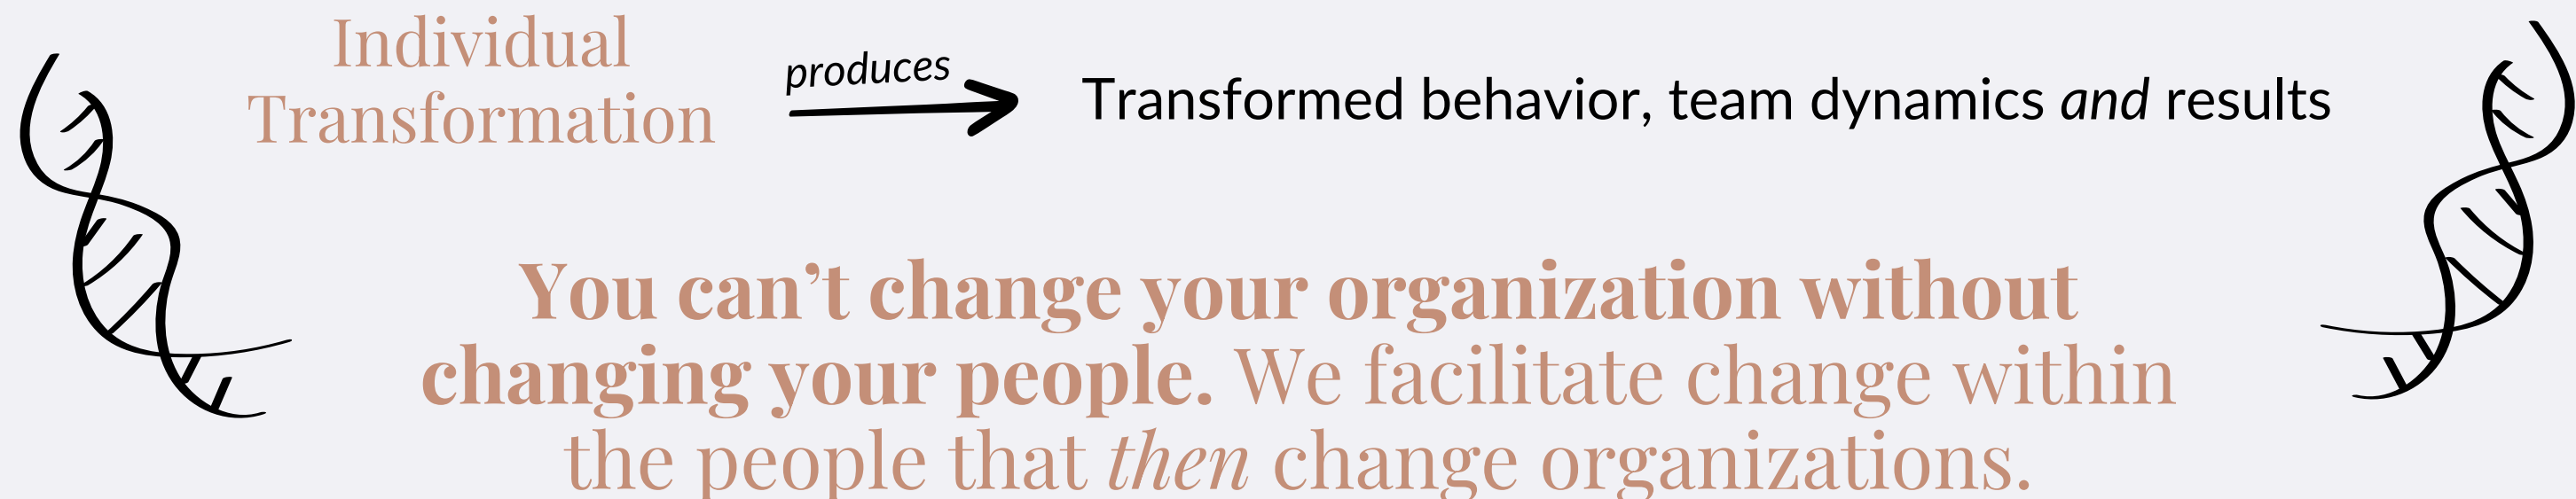 Individual
Transformation
produces
Transformed behavior, team dynamics and results
You can’t change your organization without
changing your people. We facilitate change within
the people that then change organizations.